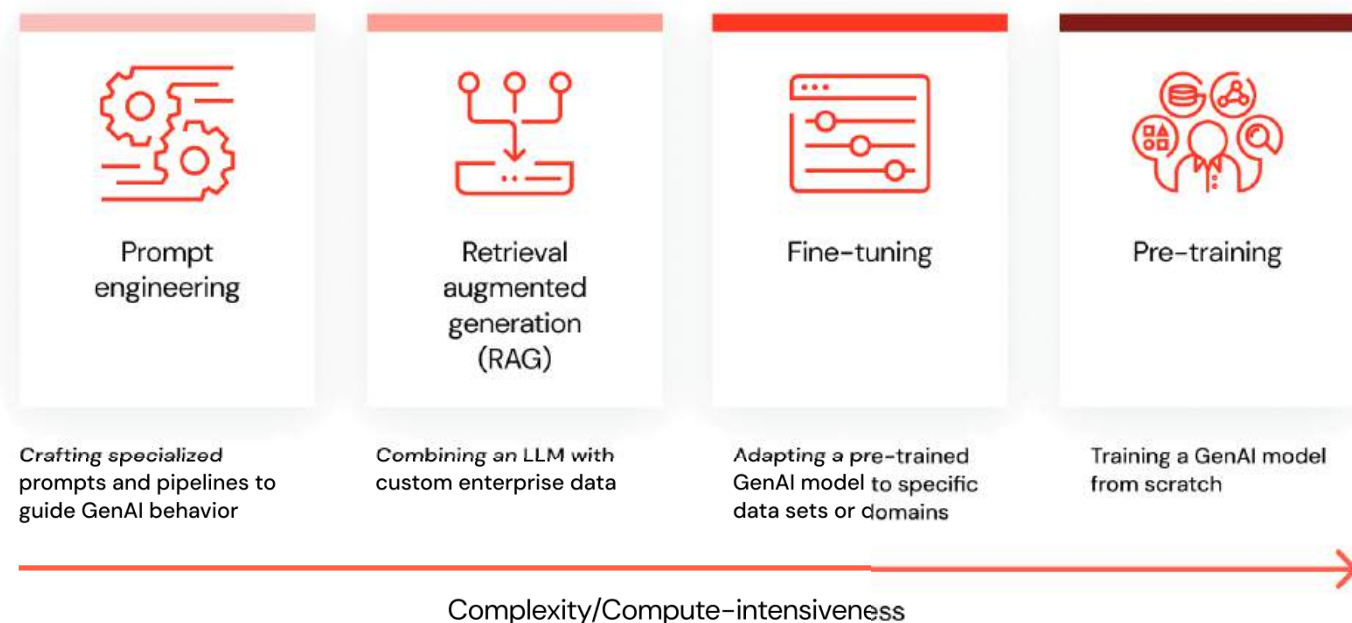 Prompt
engineering
Retrieval
augmented
generation
(RAG)
Fine-tuning
Pre-training
Crafting specialized
prompts and pipelines to
guide GenAI behavior
Combining an LLM with
custom enterprise data
Adapting a pre-trained
GenAI model to specific
data sets or domains
Training a GenAI model
from scratch
Complexity/Compute-intensiveness